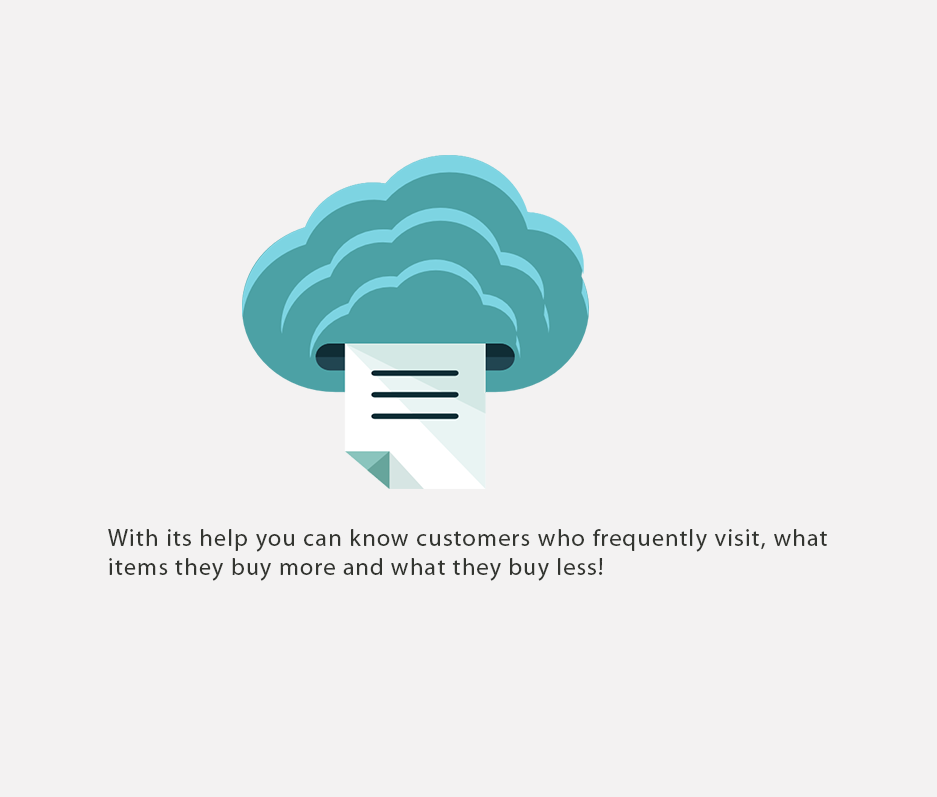 With its help you can know customers who frequently visit, what
items they buy more and what they buy less!